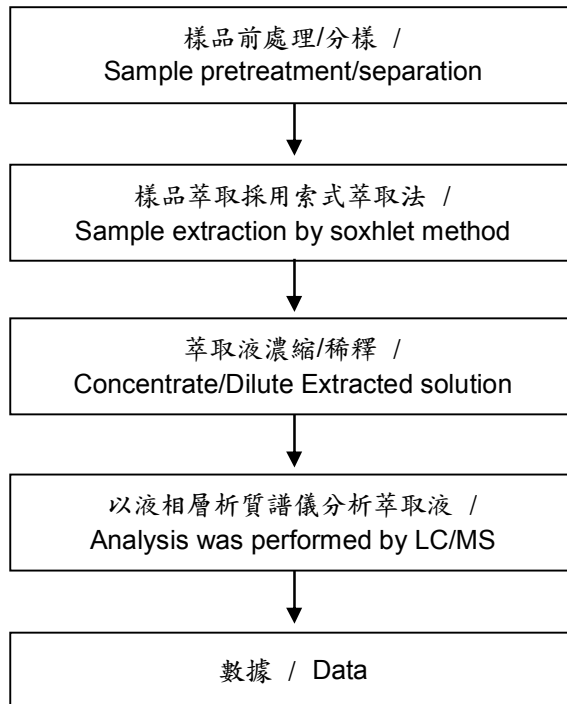 樣品前處理/分樣 /
Sample pretreatment/separation
樣品萃取採用索式萃取法 /
Sample extraction by soxhlet method
萃取液濃縮/稀釋 /
Concentrate/Dilute Extracted solution
以液相層析質譜儀分析萃取液 /
Analysis was performed by LC/MS
數據 / Data